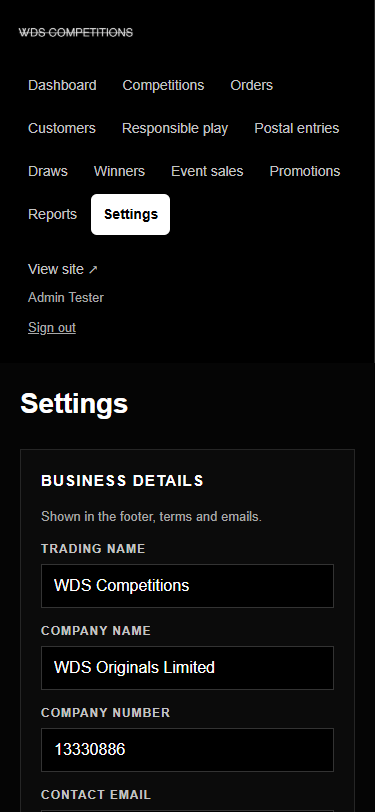 WDS COMPETITIONS
Dashboard Competitions Orders
Customers Responsible play Postal entries
Draws Winners Event sales Promotions
Reports Settings
View site ↗
Admin Tester
Sign out
Settings
BUSINESS DETAILS
Shown in the footer, terms and emails.
TRADING NAME
WDS Competitions
COMPANY NAME
WDS Originals Limited
COMPANY NUMBER
13330886
CONTACT EMAIL